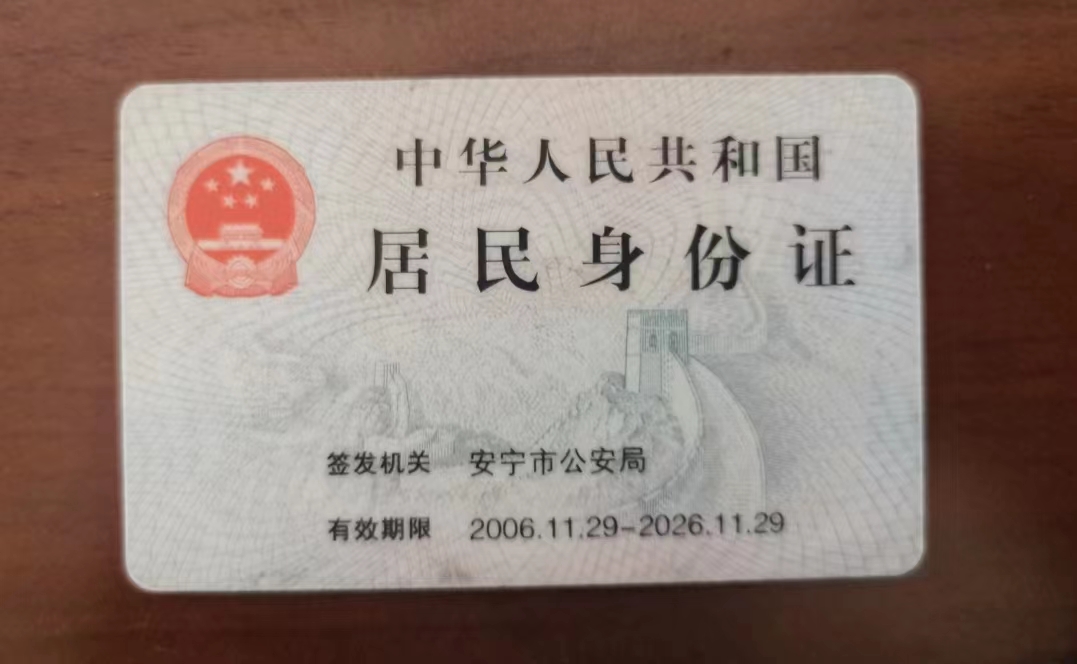 中华人民共和国
居民身份证
签发机关 安宁市公安局
有效期限 2006.11.29-2026.11.29